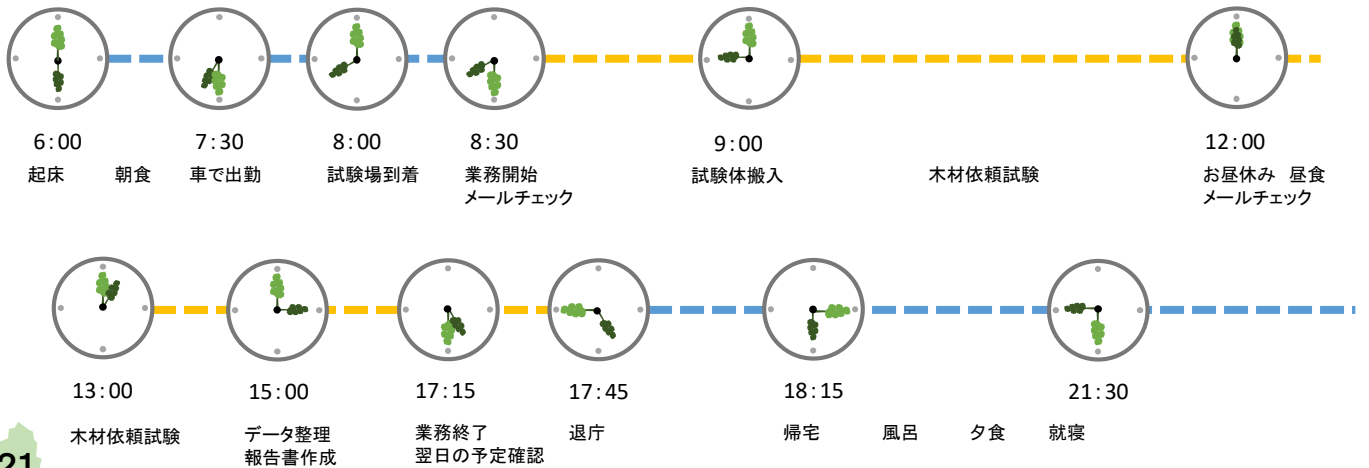 6:00 7:30 8:00 8:30 9:00 12:00
起床 朝食 車で出勤 試験場到着 業務開始 試験体搬入 木材依頼試験 お昼休み 昼食
メールチェック メールチェック
13:00 15:00 17:15 17:45 18:15 21:30
木材依頼試験 データ整理 業務終了 退庁 帰宅 風呂 夕食 就寝
報告書作成 翌日の予定確認
21